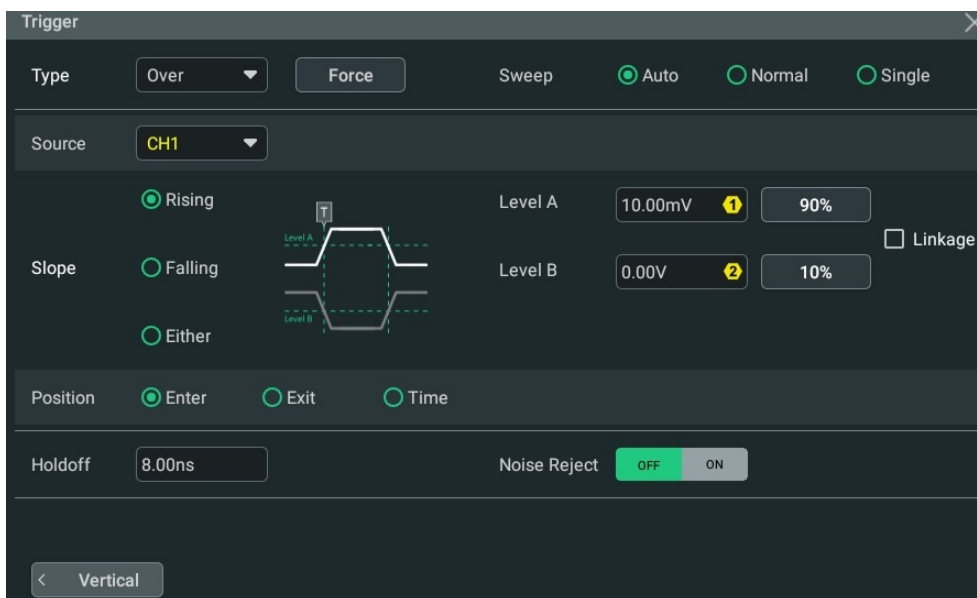 Trigger
Type Over Force Sweep Auto Normal Single
Source CH1
Rising
Slope Falling
Either
T
Level A
Level B
Level A 10.00mV 1 90%
Level B 0.00V 2 10%
Linkage
Position Enter Exit Time
Holdoff 8.00ns Noise Reject OFF ON
< Vertical